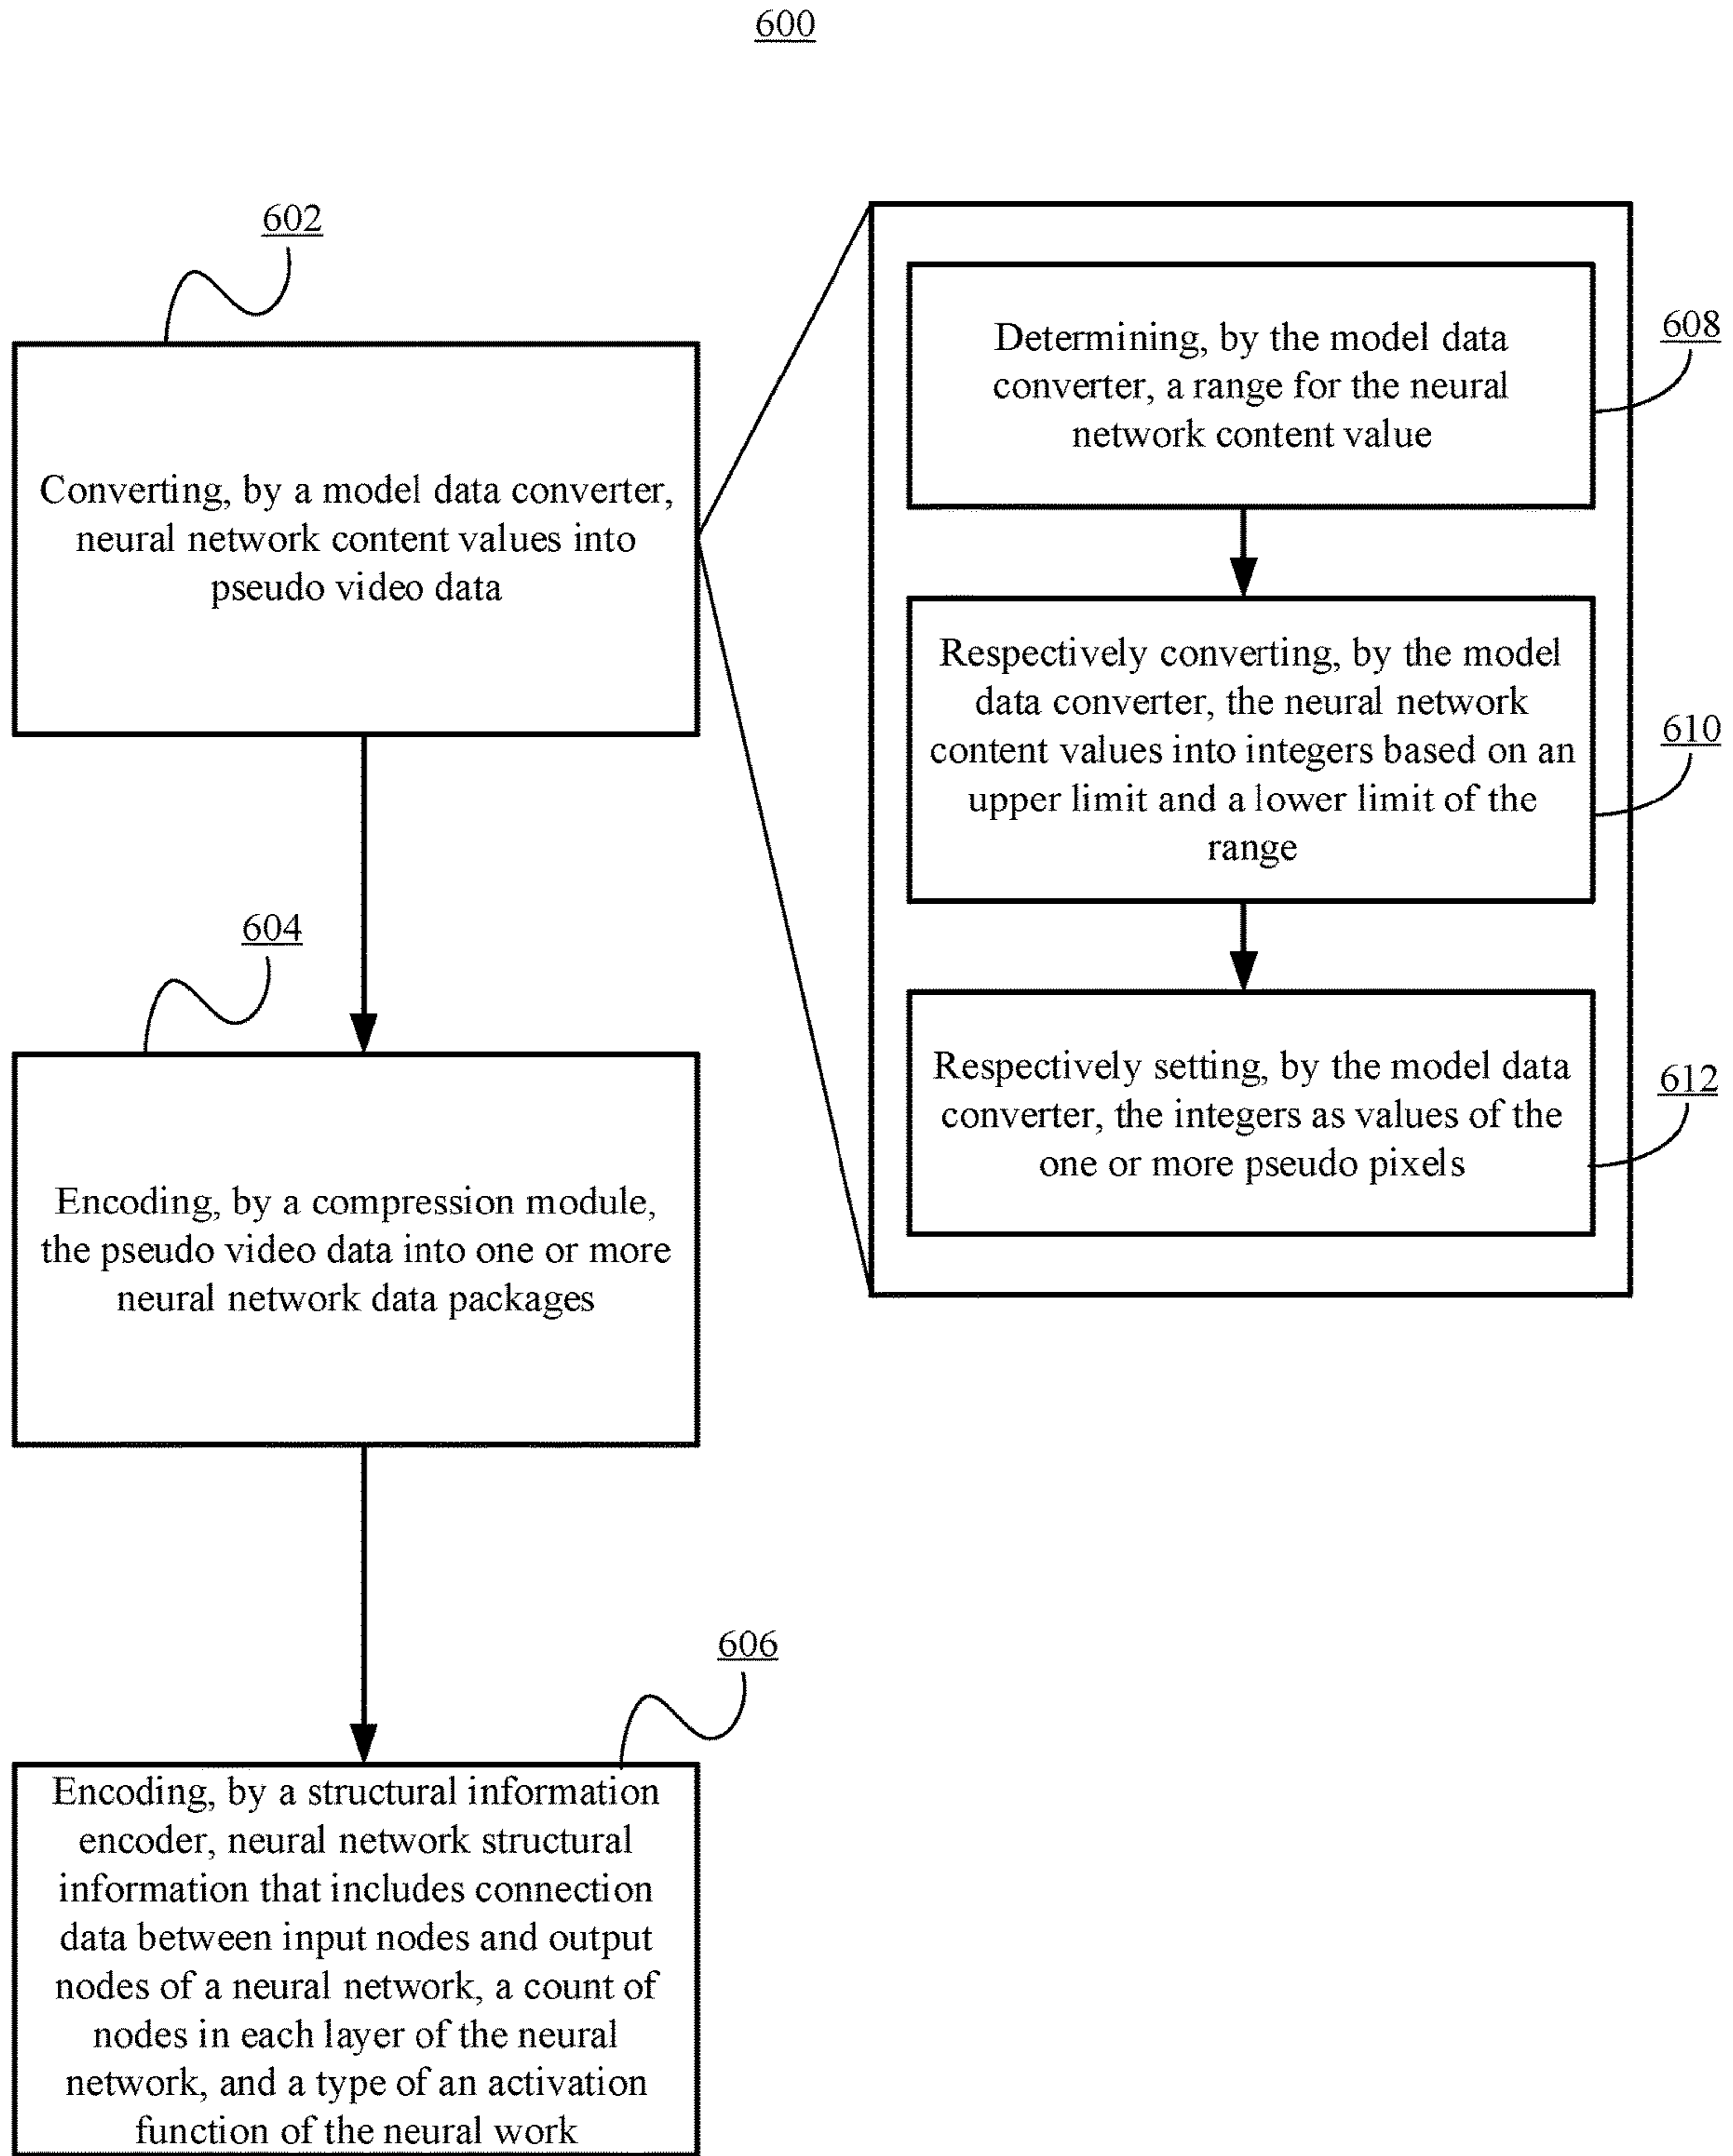 600
602
Converting, by a model data converter,
neural network content values into
pseudo video data
604
Encoding, by a compression module,
the pseudo video data into one or more
neural network data packages
606
Encoding, by a structural information
encoder, neural network structural
information that includes connection
data between input nodes and output
nodes of a neural network, a count of
nodes in each layer of the neural
network, and a type of an activation
function of the neural work
608
Determining, by the model data
converter, a range for the neural
network content value
610
Respectively converting, by the model
data converter, the neural network
content values into integers based on an
upper limit and a lower limit of the
range
612
Respectively setting, by the model data
converter, the integers as values of the
one or more pseudo pixels